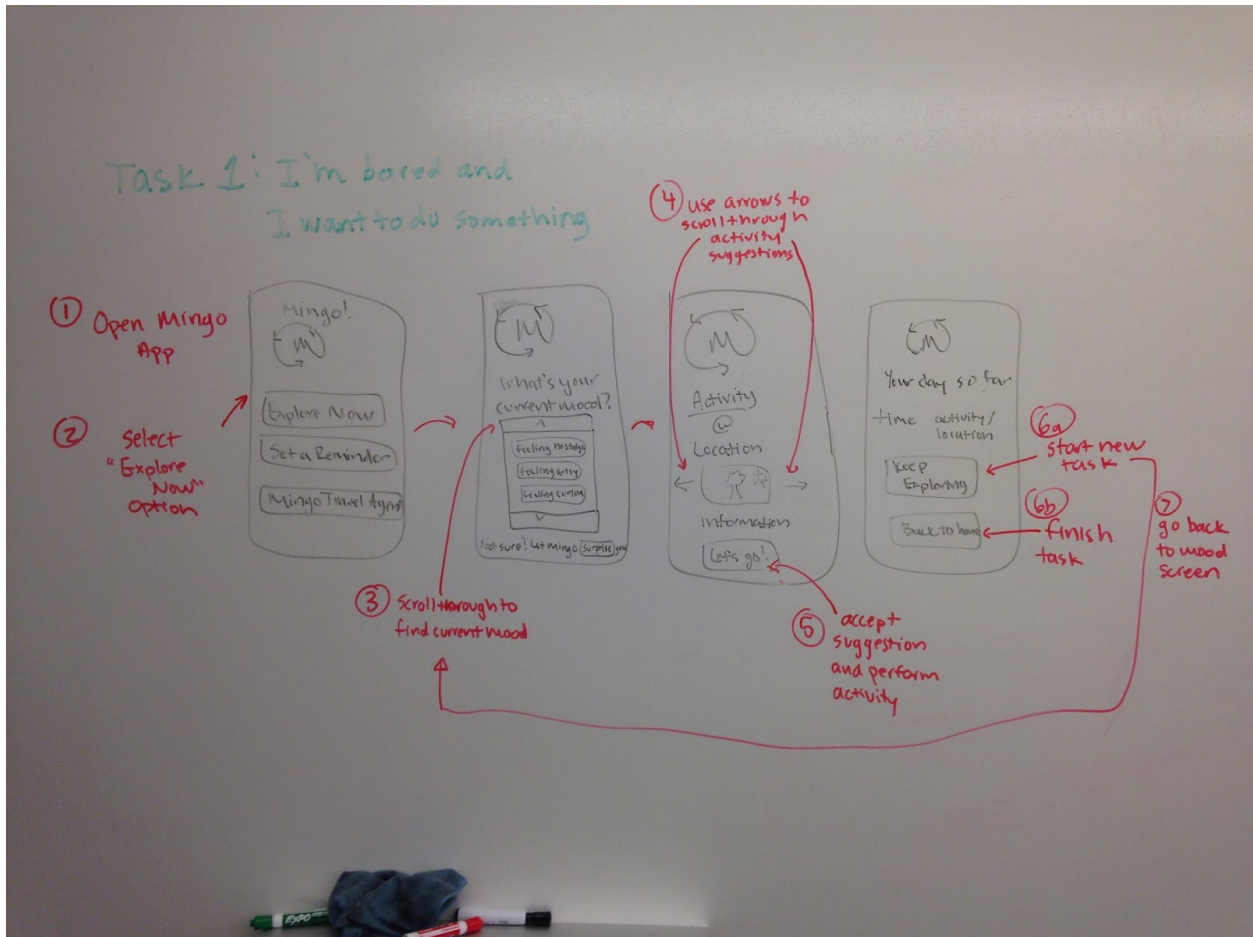 Task 1: I'm bored and
I want to do something
① Open Mingo
App
② Select
"Explore
Now"
option
Mingo!
M
Explore Now
Set a Reminder
Mingo Travel Agent
M
What's your
current mood?
feeling nostalgic
feeling artsy
feeling curious
Not sure? Let Mingo surprise you
③ scroll through to
find current mood
④ use arrows to
scroll through
activity
suggestions
M
Activity
@
Location
Information
Let's go!
⑤ accept
suggestion
and perform
activity
M
Your day so far
time activity/
location
Keep
Exploring
Back to home
6a
start new
task
6b
finish
task
⑦
go back
to mood
screen
EXPO